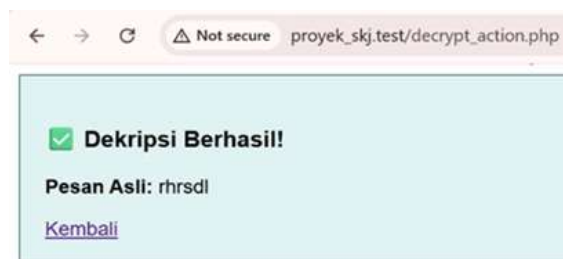 Not secure proyek_skj.test/decrypt_action.php
Dekripsi Berhasil!
Pesan Asli: rhrsdl
Kembali